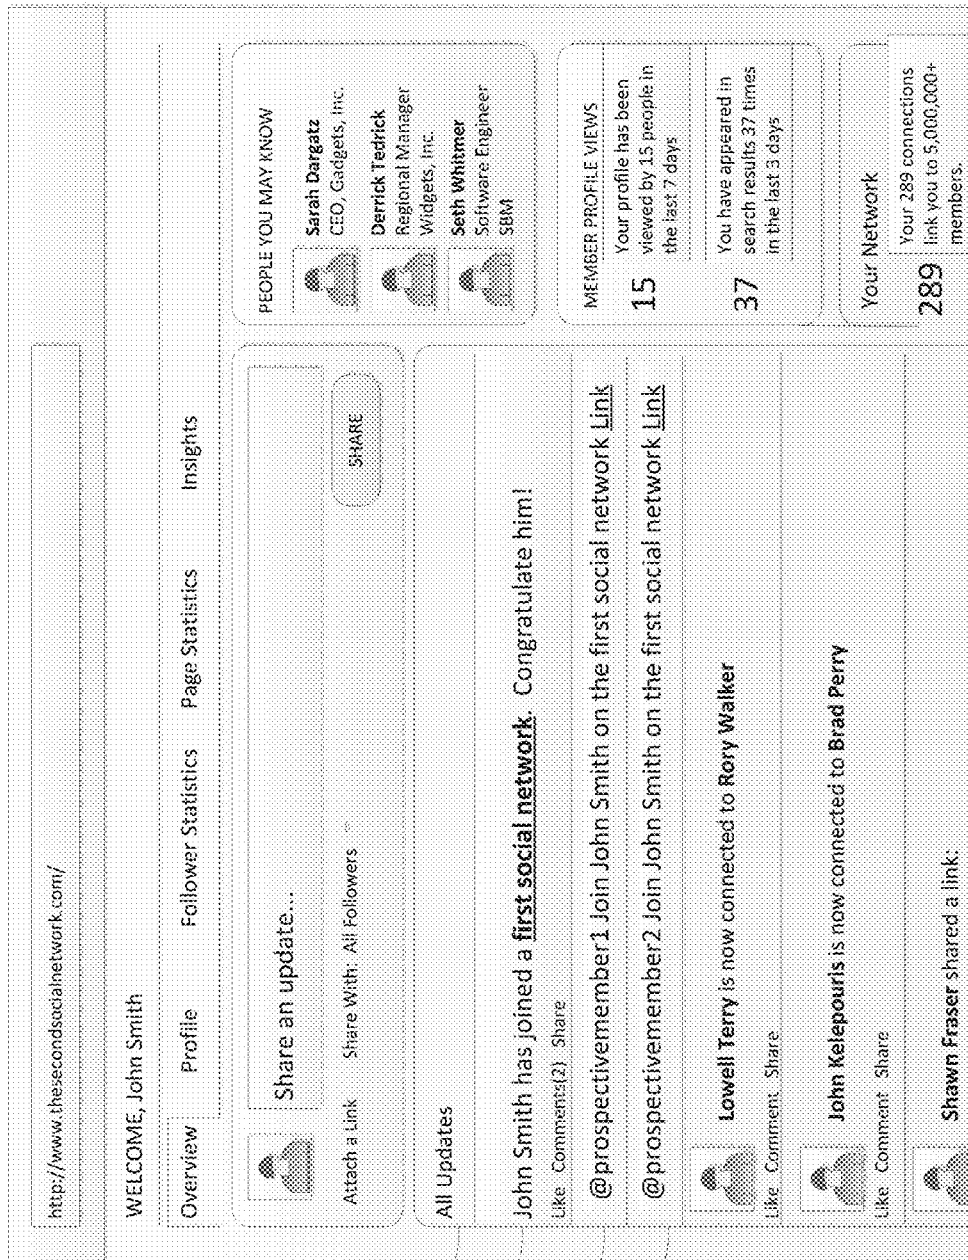 http://www.thesecondsocialnetwork.com/
WELCOME, John Smith
Overview Profile Follower Statistics Page Statistics Insights
Share an update...
Attach a Link Share With: All Followers
SHARE
All Updates
John Smith has joined a first social network. Congratulate him!
Like Comments(2) Share
@prospectivemember1 Join John Smith on the first social network Link
@prospectivemember2 Join John Smith on the first social network Link
Lowell Terry is now connected to Rory Walker
Like Comment Share
John Kelepouris is now connected to Brad Perry
Like Comment Share
Shawn Fraser shared a link:
PEOPLE YOU MAY KNOW
Sarah Dargatz
CEO, Gadgets, Inc.
Derrick Tedrick
Regional Manager
Widgets, Inc.
Seth Whitmer
Software Engineer
SBM
MEMBER PROFILE VIEWS
15 Your profile has been
viewed by 15 people in
the last 7 days
37 You have appeared in
search results 37 times
in the last 3 days
Your Network
289 Your 289 connections
link you to 5,000,000+
members.